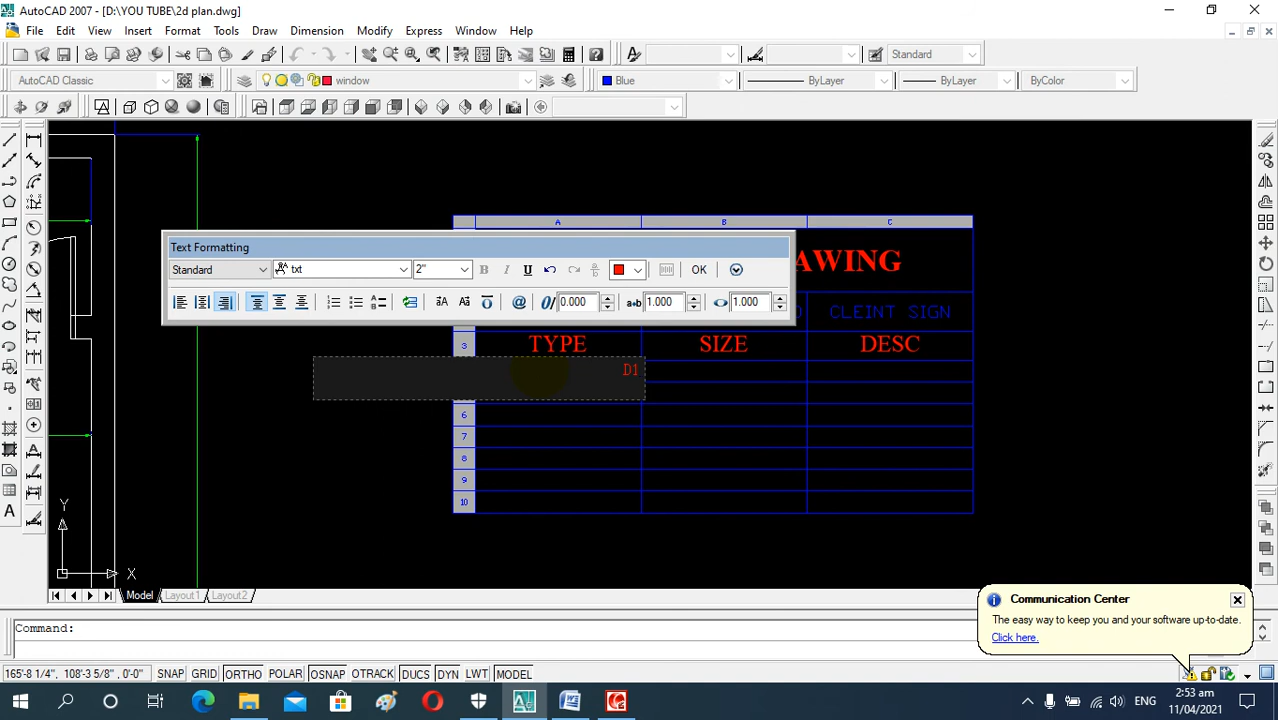 AutoCAD 2007 - [D:\YOU TUBE\2d plan.dwg]
File Edit View Insert Format Tools Draw Dimension Modify Express Window Help
Standard
AutoCAD Classic window Blue ByLayer ByLayer ByColor
A B C
Text Formatting
AWING
Standard txt 2" B I U OK
0.000 a+b 1.000 1.000
CLEINT SIGN
3 TYPE SIZE DESC
D1
6
7
8
9
10
Y
X
Model Layout1 Layout2
Communication Center
The easy way to keep you and your software up-to-date.
Click here.
Command:
165'-8 1/4", 108'-3 5/8", 0'-0" SNAP GRID ORTHO POLAR OSNAP OTRACK DUCS DYN LWT MODEL
ENG
2:53 am
11/04/2021